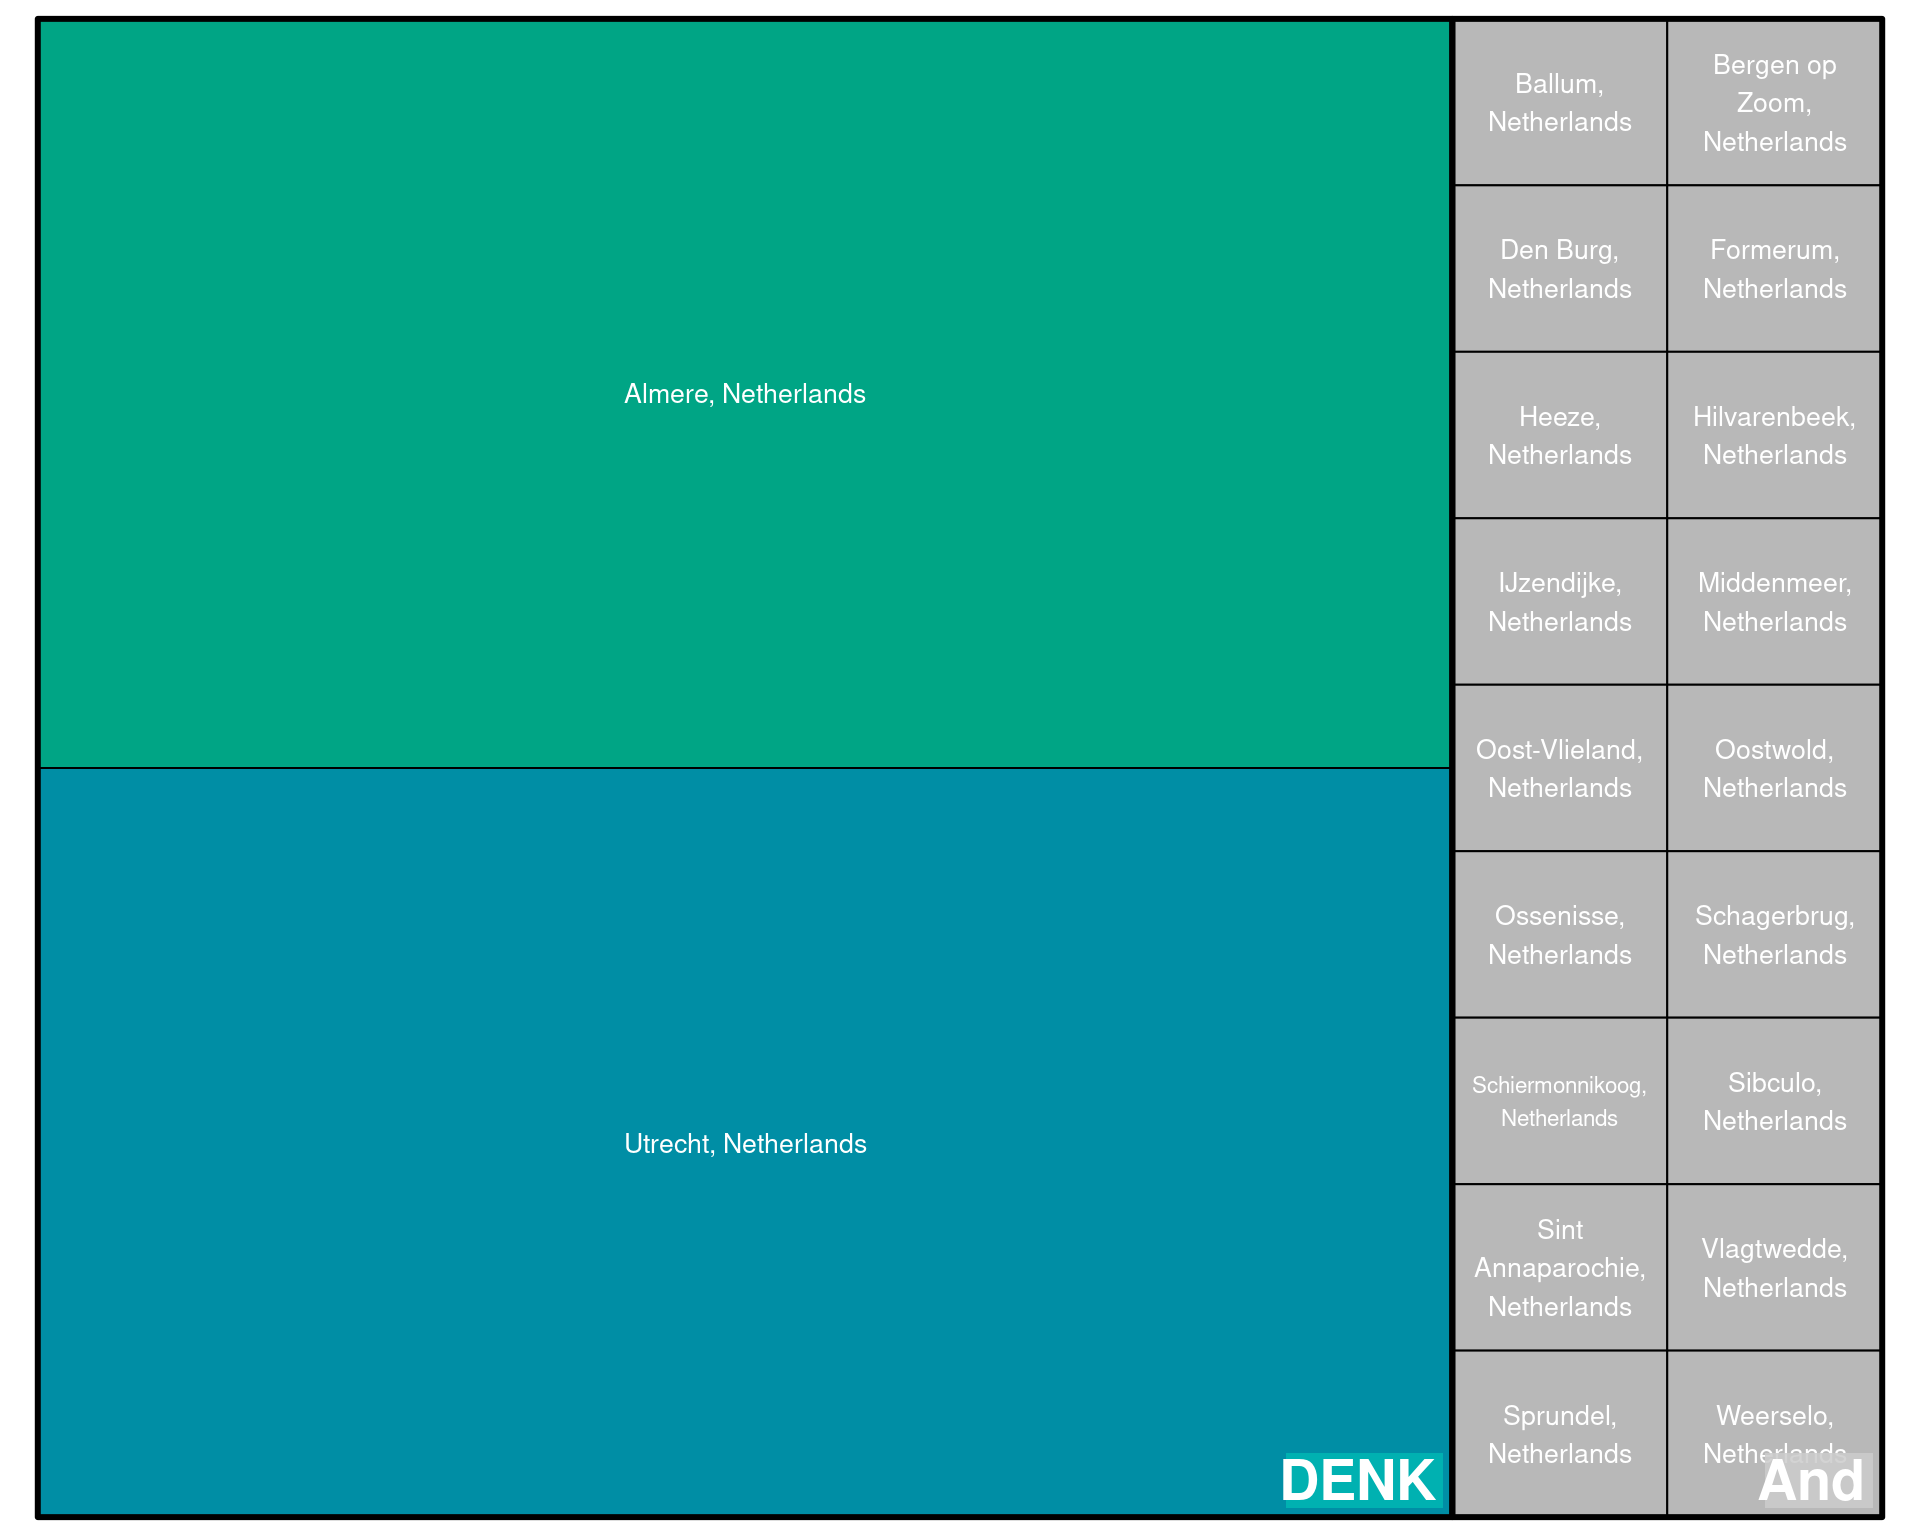 Almere, Netherlands
Utrecht, Netherlands
DENK
Ballum,
Netherlands
Bergen op
Zoom,
Netherlands
Den Burg,
Netherlands
Formerum,
Netherlands
Heeze,
Netherlands
Hilvarenbeek,
Netherlands
IJzendijke,
Netherlands
Middenmeer,
Netherlands
Oost-Vlieland,
Netherlands
Oostwold,
Netherlands
Ossenisse,
Netherlands
Schagerbrug,
Netherlands
Schiermonnikoog,
Netherlands
Sibculo,
Netherlands
Sint
Annaparochie,
Netherlands
Vlagtwedde,
Netherlands
Sprundel,
Netherlands
Weerselo,
Netherlands
And